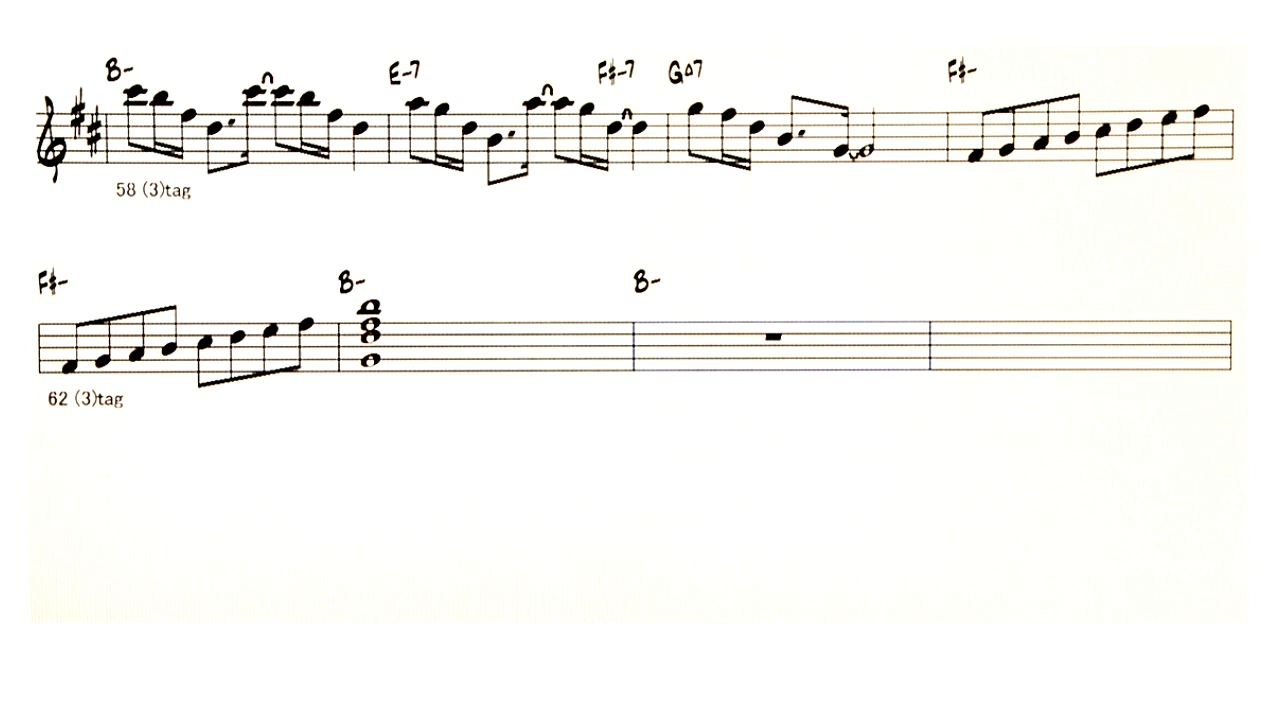 B- E-7 F♯-7 G△7 F♯-
58 (3)tag
F♯- B- B-
62 (3)tag